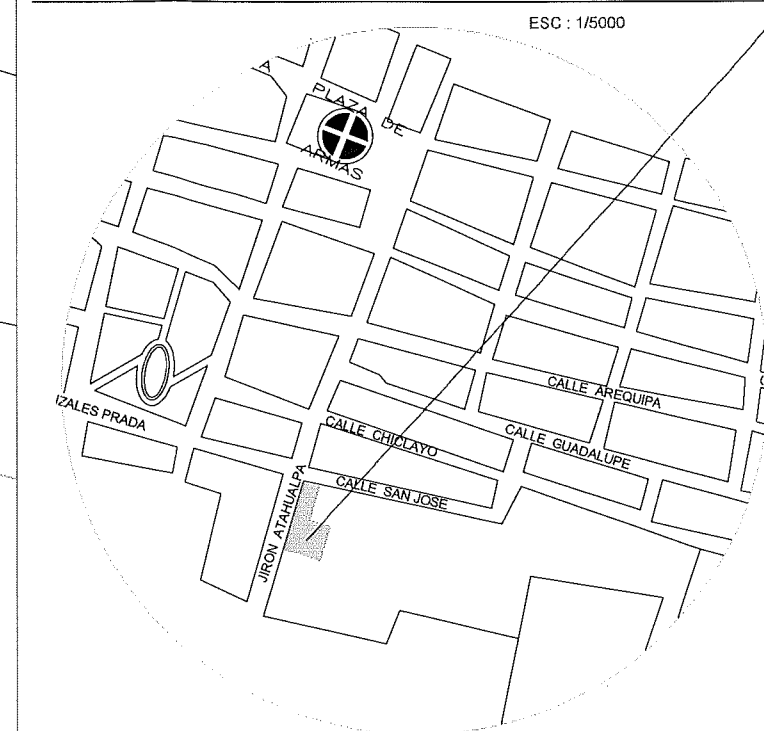 ESC : 1/5000
A
PLAZA DE
ARMAS
CALLE AREQUIPA
IZALES PRADA
CALLE CHICLAYO
CALLE GUADALUPE
CALLE SAN JOSE
JIRON ATAHUALPA